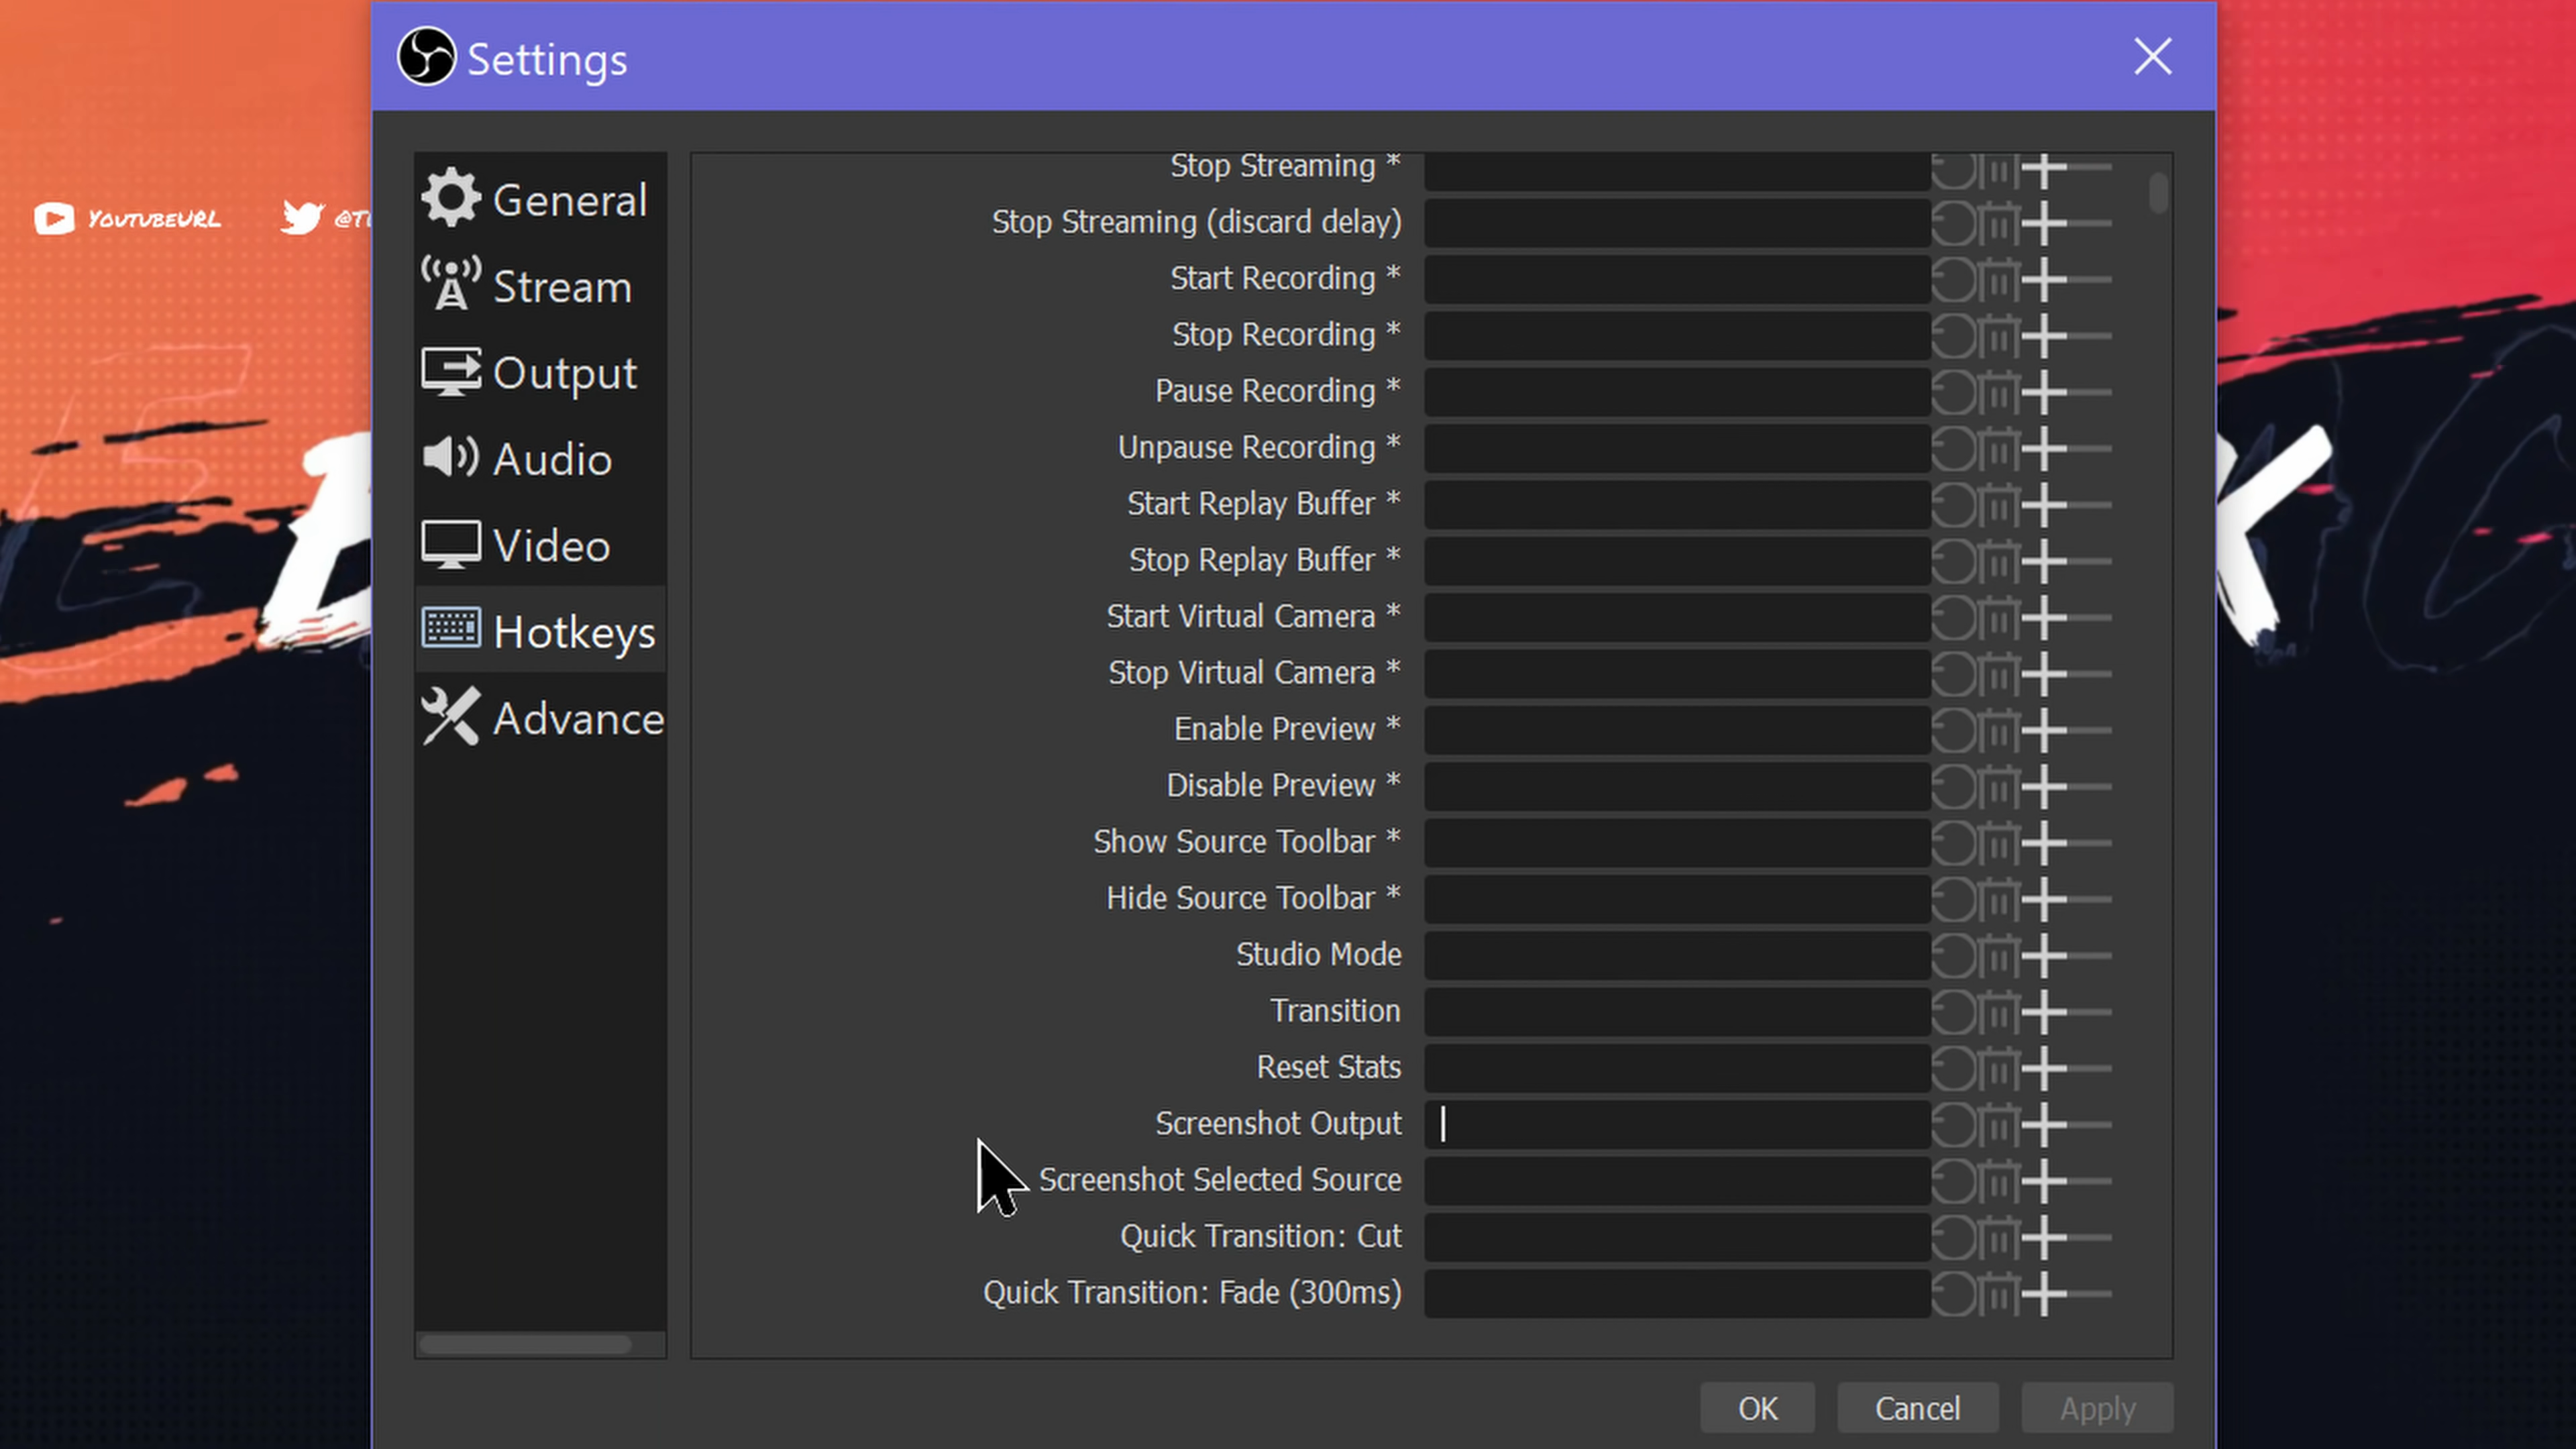 Settings
YOUTUBEURL
@T
General
Stream
Output
Audio
Video
Hotkeys
Advance
Stop Streaming *
Stop Streaming (discard delay)
Start Recording *
Stop Recording *
Pause Recording *
Unpause Recording *
Start Replay Buffer *
Stop Replay Buffer *
Start Virtual Camera *
Stop Virtual Camera *
Enable Preview *
Disable Preview *
Show Source Toolbar *
Hide Source Toolbar *
Studio Mode
Transition
Reset Stats
Screenshot Output
Screenshot Selected Source
Quick Transition: Cut
Quick Transition: Fade (300ms)
OK
Cancel
Apply